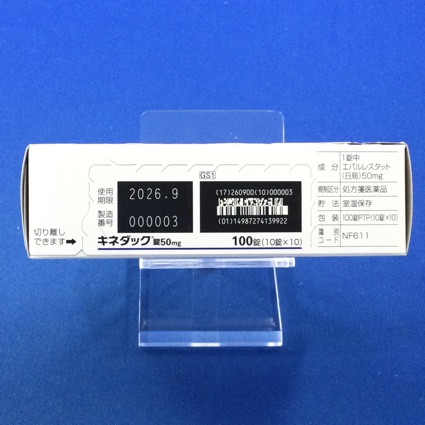 GS1
使用
期限
2026.9
製造
番号
000003
(17)260900(10)000003
(01)14987274139922
切り離し
できます➡
キネダック錠50mg
100錠(10錠×10)
成分
1錠中
エパルレスタット
(日局)50mg
規制区分 処方箋医薬品
貯法 室温保存
包装 100錠PTP(10錠×10)
識別
コード
NF611